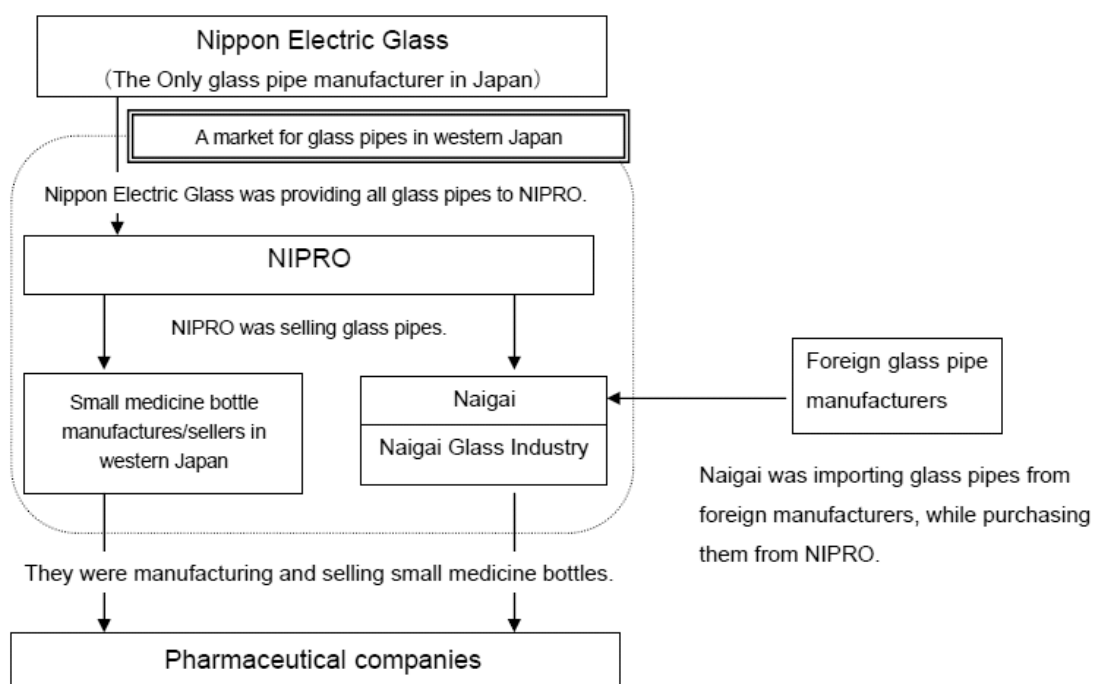 Nippon Electric Glass
（The Only glass pipe manufacturer in Japan）
A market for glass pipes in western Japan
Nippon Electric Glass was providing all glass pipes to NIPRO.
NIPRO
NIPRO was selling glass pipes.
Small medicine bottle
manufactures/sellers in
western Japan
Naigai
Naigai Glass Industry
Foreign glass pipe
manufacturers
Naigai was importing glass pipes from
foreign manufacturers, while purchasing
them from NIPRO.
They were manufacturing and selling small medicine bottles.
Pharmaceutical companies